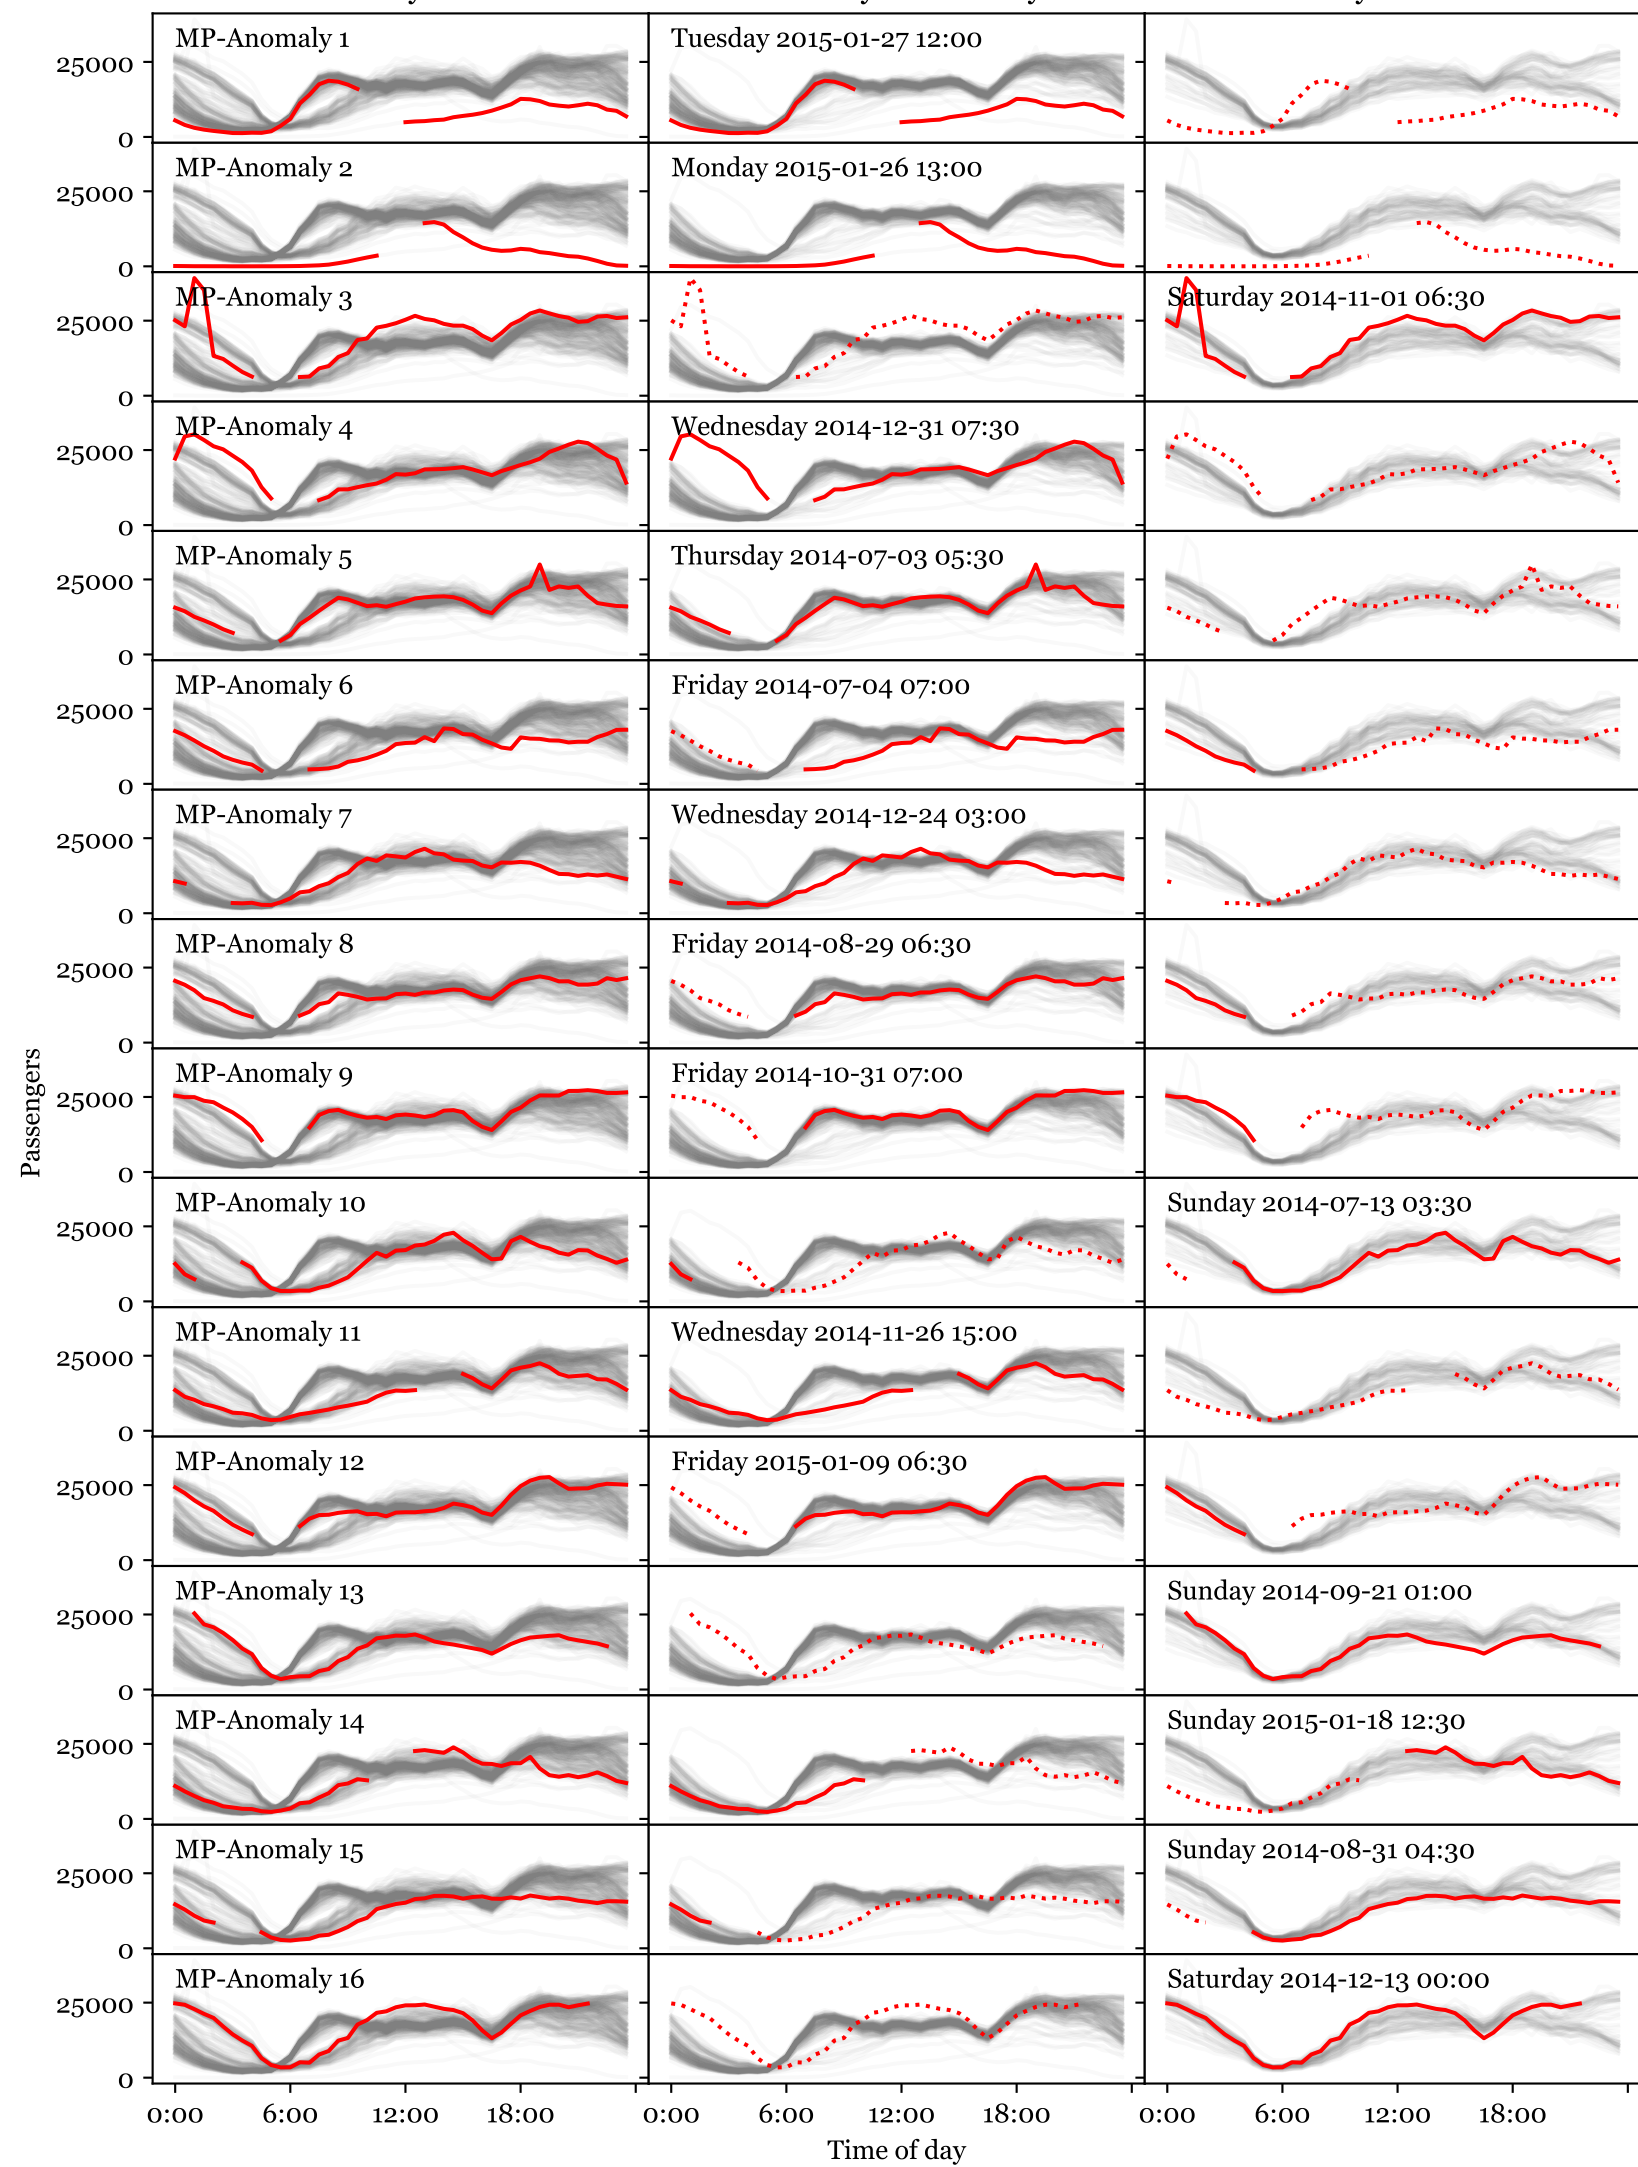 MP-Anomaly 1
Tuesday 2015-01-27 12:00
25000
0
MP-Anomaly 2
Monday 2015-01-26 13:00
25000
0
MP-Anomaly 3
Saturday 2014-11-01 06:30
25000
0
MP-Anomaly 4
Wednesday 2014-12-31 07:30
25000
0
MP-Anomaly 5
Thursday 2014-07-03 05:30
25000
0
MP-Anomaly 6
Friday 2014-07-04 07:00
25000
0
MP-Anomaly 7
Wednesday 2014-12-24 03:00
25000
0
MP-Anomaly 8
Friday 2014-08-29 06:30
25000
0
MP-Anomaly 9
Friday 2014-10-31 07:00
25000
0
Passengers
MP-Anomaly 10
Sunday 2014-07-13 03:30
25000
0
MP-Anomaly 11
Wednesday 2014-11-26 15:00
25000
0
MP-Anomaly 12
Friday 2015-01-09 06:30
25000
0
MP-Anomaly 13
Sunday 2014-09-21 01:00
25000
0
MP-Anomaly 14
Sunday 2015-01-18 12:30
25000
0
MP-Anomaly 15
Sunday 2014-08-31 04:30
25000
0
MP-Anomaly 16
Saturday 2014-12-13 00:00
25000
0
0:00 6:00 12:00 18:00 0:00 6:00 12:00 18:00 0:00 6:00 12:00 18:00
Time of day